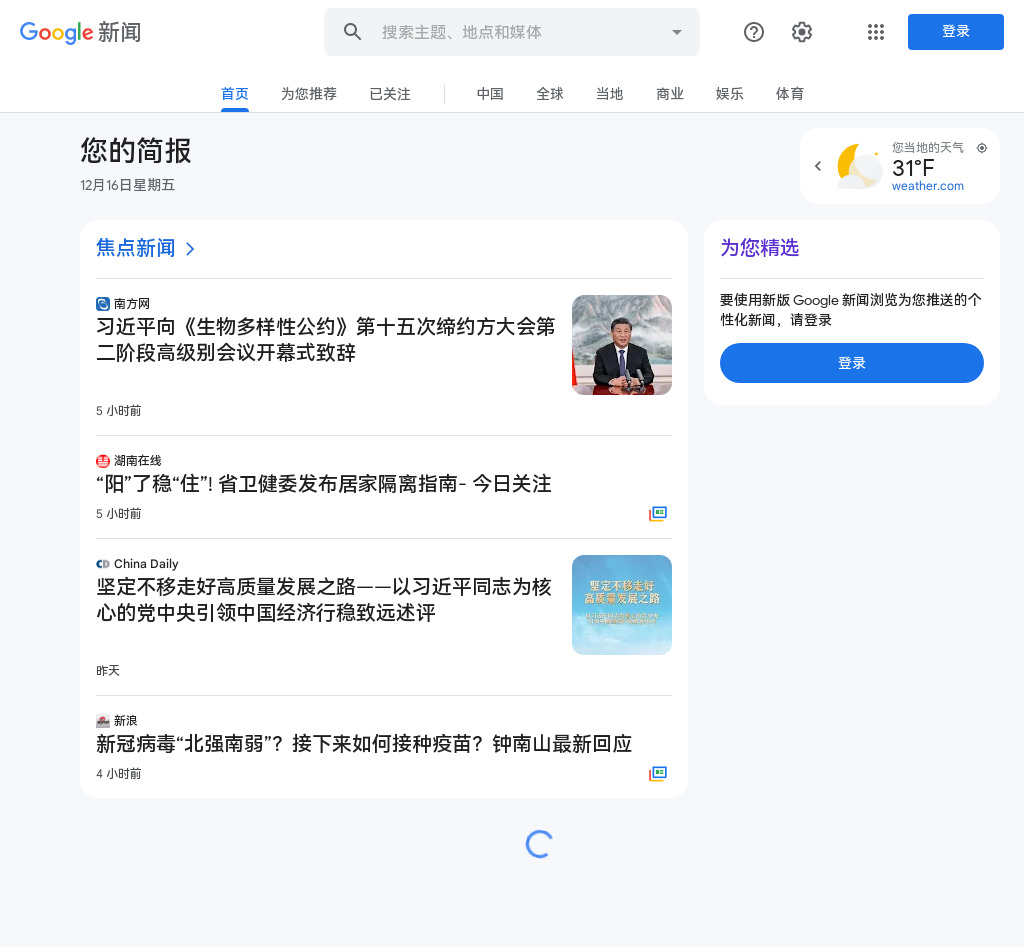 Google 新闻
搜索主题、地点和媒体
登录
首页
为您推荐
已关注
中国
全球
当地
商业
娱乐
体育
您的简报
12月16日星期五
您当地的天气
31°F
weather.com
焦点新闻
南方网
习近平向《生物多样性公约》第十五次缔约方大会第
二阶段高级别会议开幕式致辞
5 小时前
湖南在线
“阳”了稳“住”! 省卫健委发布居家隔离指南- 今日关注
5 小时前
China Daily
坚定不移走好高质量发展之路——以习近平同志为核
心的党中央引领中国经济行稳致远述评
坚定不移走好
高质量发展之路
昨天
新浪
新冠病毒“北强南弱”？接下来如何接种疫苗？钟南山最新回应
4 小时前
为您精选
要使用新版 Google 新闻浏览为您推送的个
性化新闻，请登录
登录